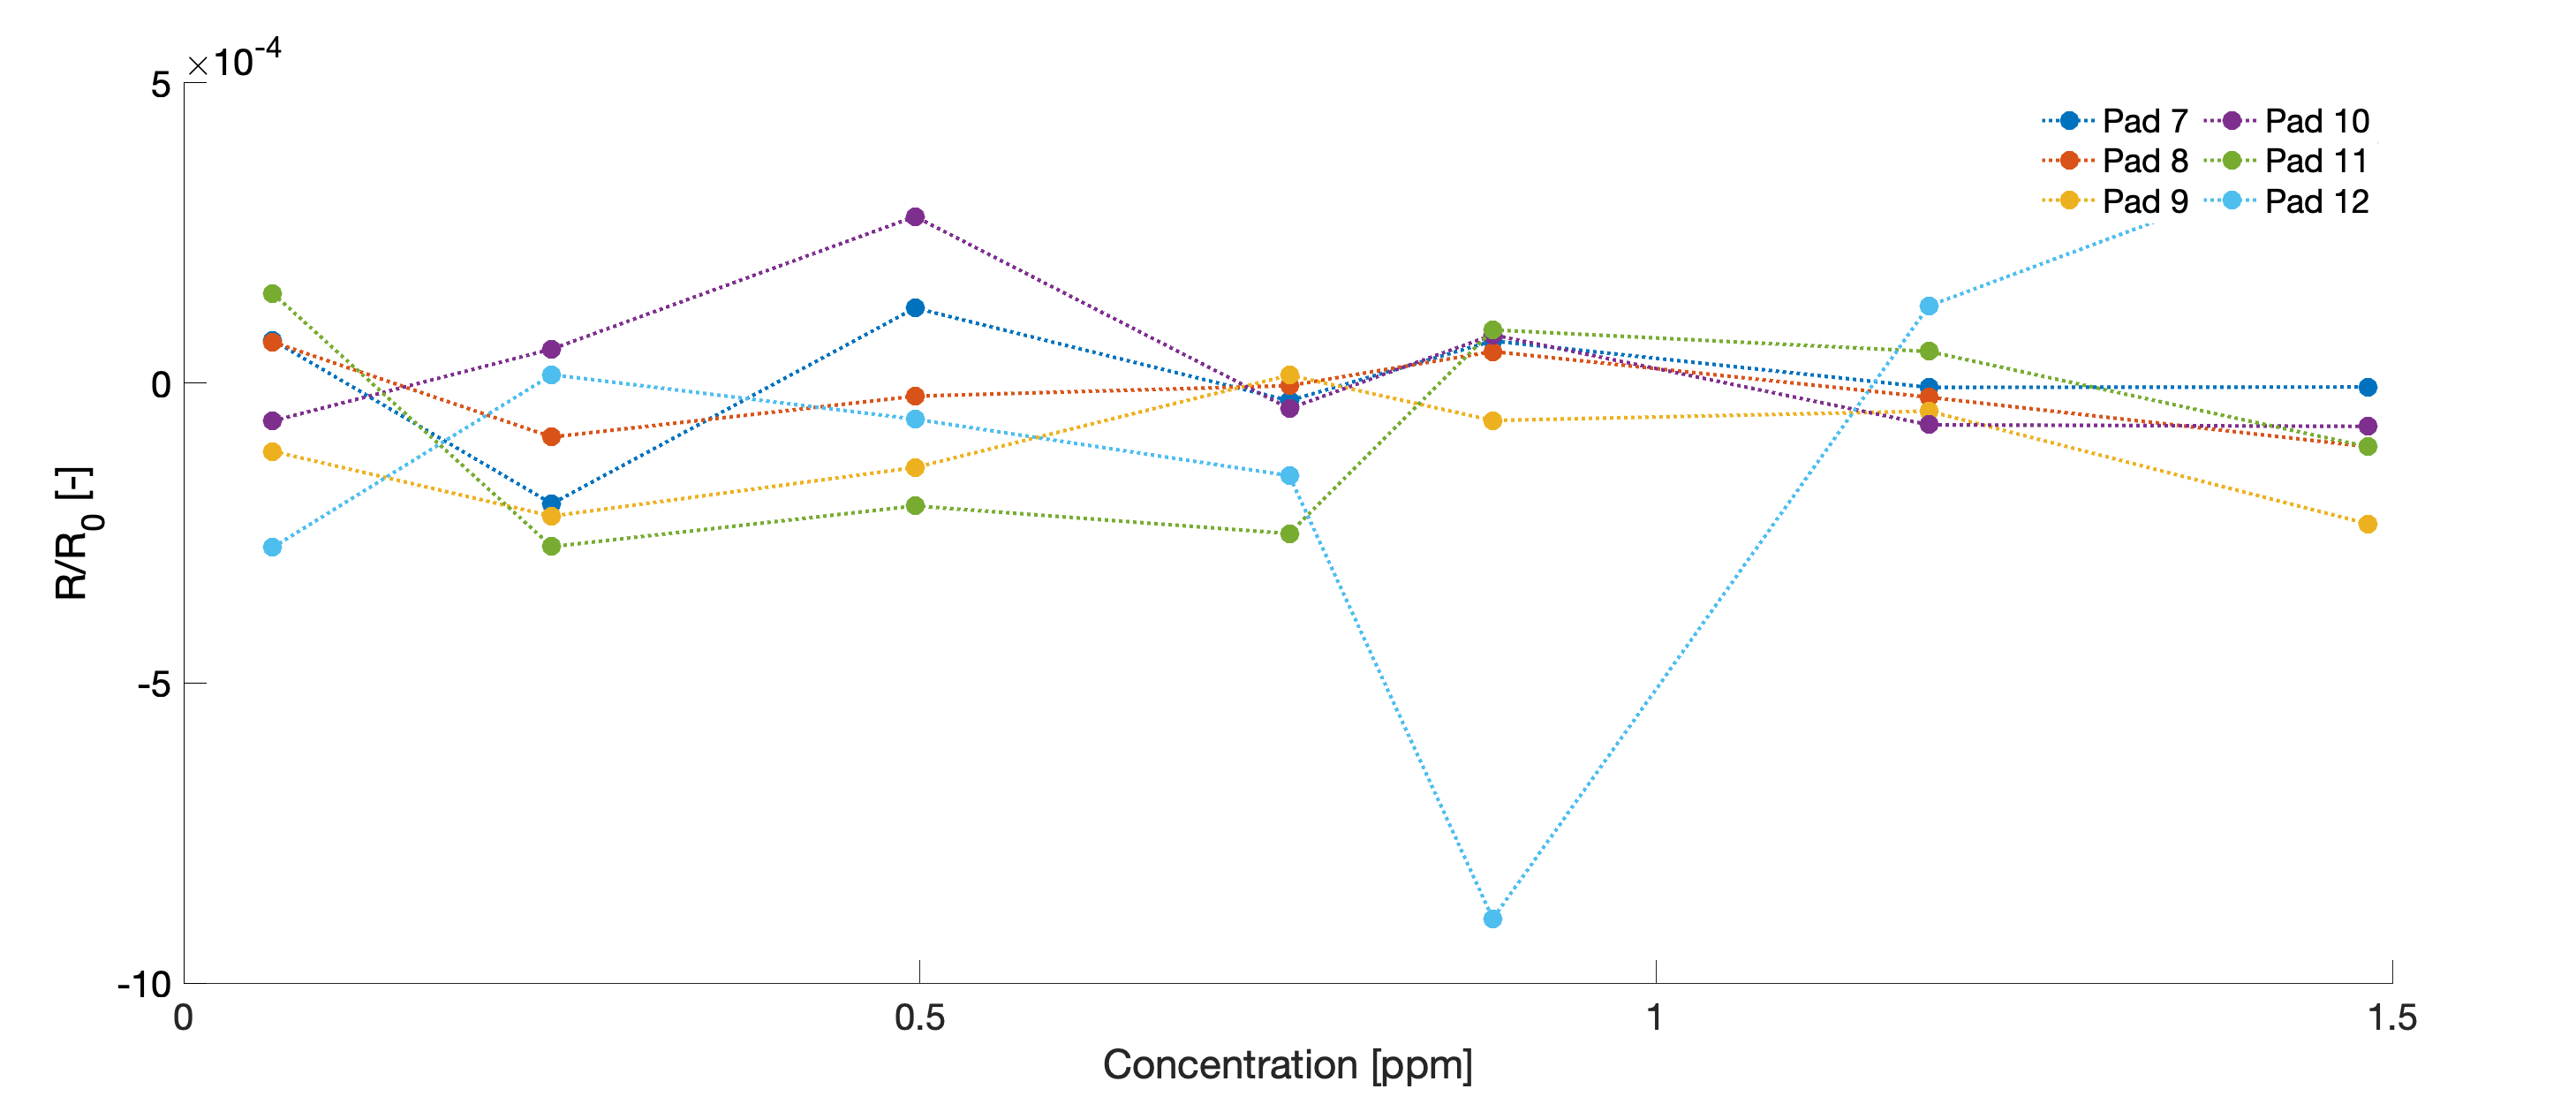 ×10-4
5
0
-5
-10
R/R0 [-]
0 0.5 1 1.5
Concentration [ppm]
Pad 7 Pad 10
Pad 8 Pad 11
Pad 9 Pad 12